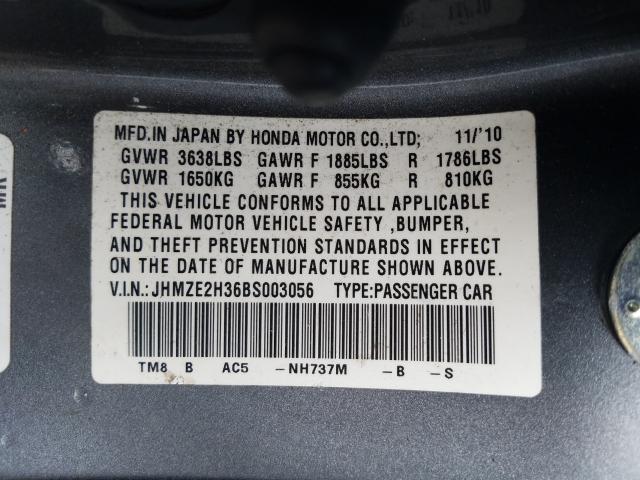 MFD.IN JAPAN BY HONDA MOTOR CO.,LTD; 11/'10
GVWR 3638LBS GAWR F 1885LBS R 1786LBS
GVWR 1650KG GAWR F 855KG R 810KG
THIS VEHICLE CONFORMS TO ALL APPLICABLE
FEDERAL MOTOR VEHICLE SAFETY ,BUMPER,
AND THEFT PREVENTION STANDARDS IN EFFECT
ON THE DATE OF MANUFACTURE SHOWN ABOVE.
V.I.N.:JHMZE2H36BS003056 TYPE:PASSENGER CAR
TM8 B AC5 -NH737M -B -S